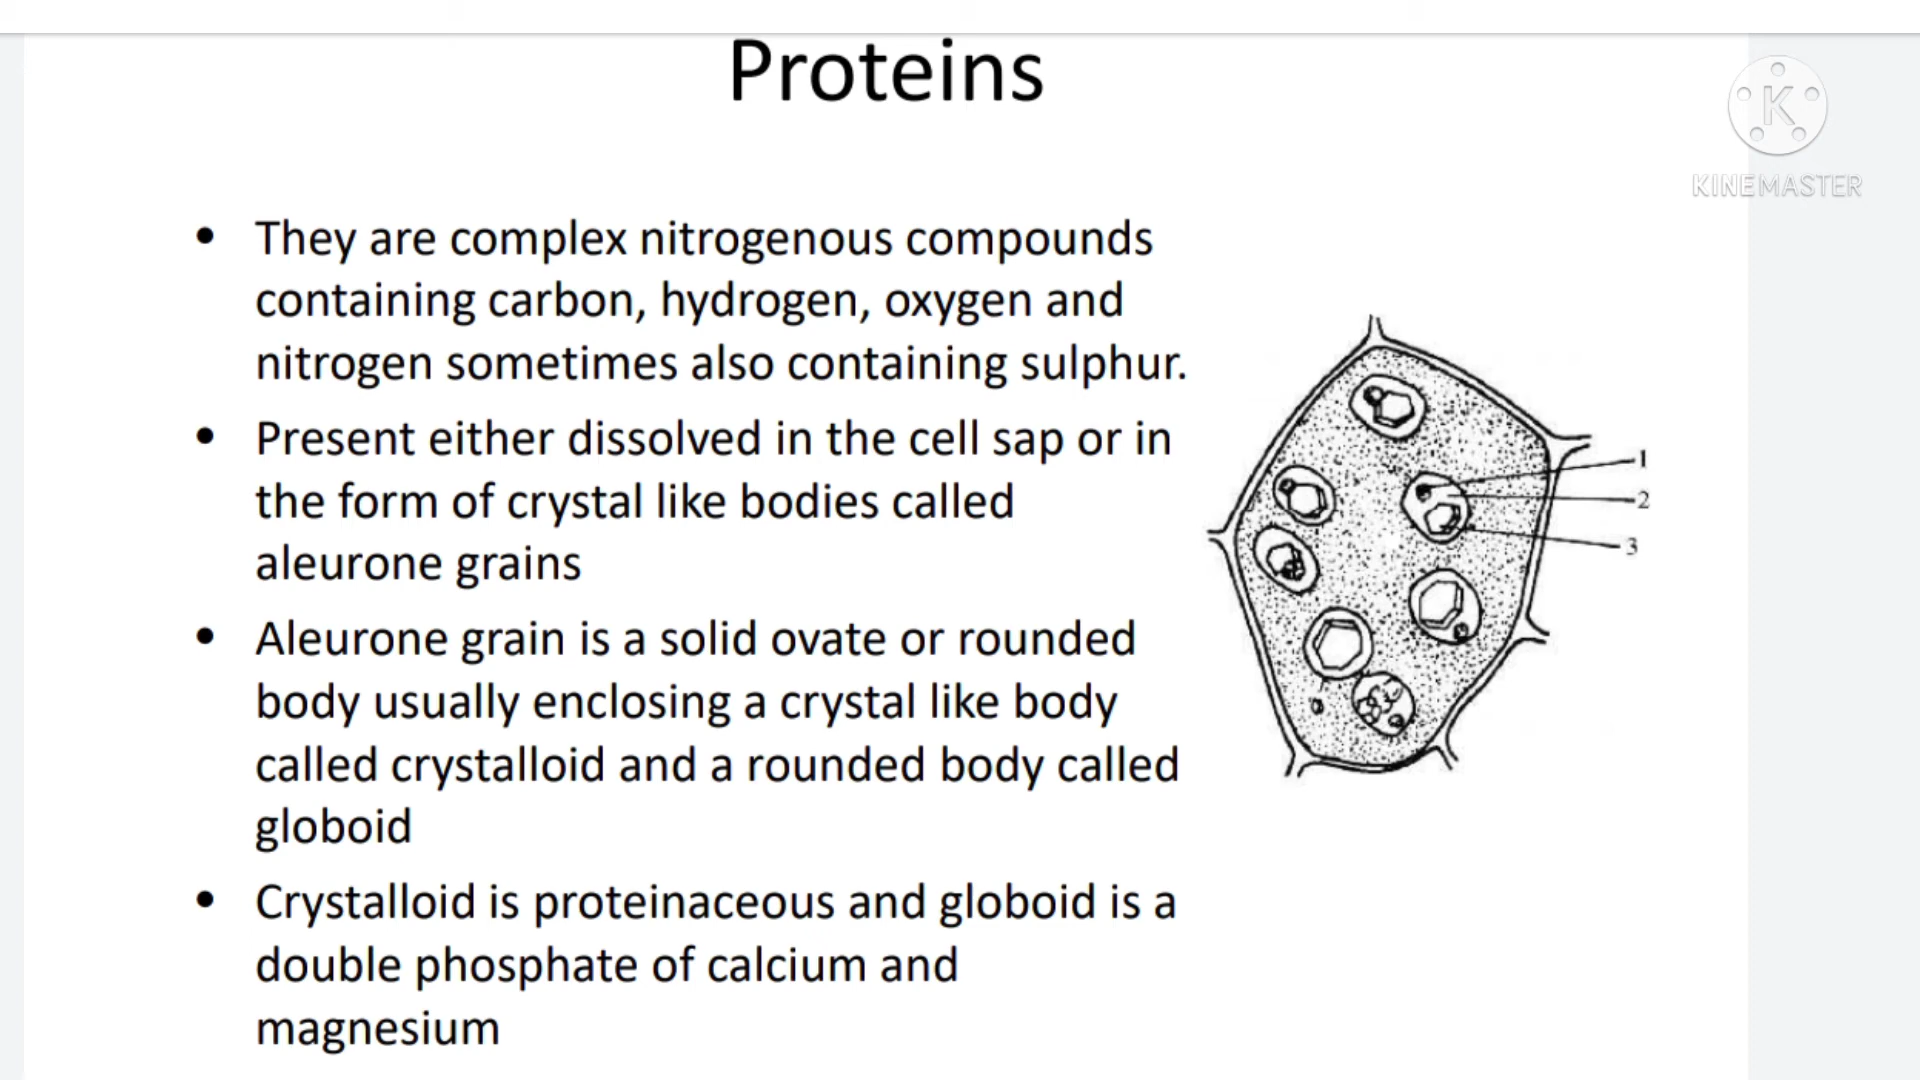 Proteins
K
KINEMASTER
• They are complex nitrogenous compounds
containing carbon, hydrogen, oxygen and
nitrogen sometimes also containing sulphur.
• Present either dissolved in the cell sap or in
the form of crystal like bodies called
aleurone grains
• Aleurone grain is a solid ovate or rounded
body usually enclosing a crystal like body
called crystalloid and a rounded body called
globoid
• Crystalloid is proteinaceous and globoid is a
double phosphate of calcium and
magnesium
1
2
3